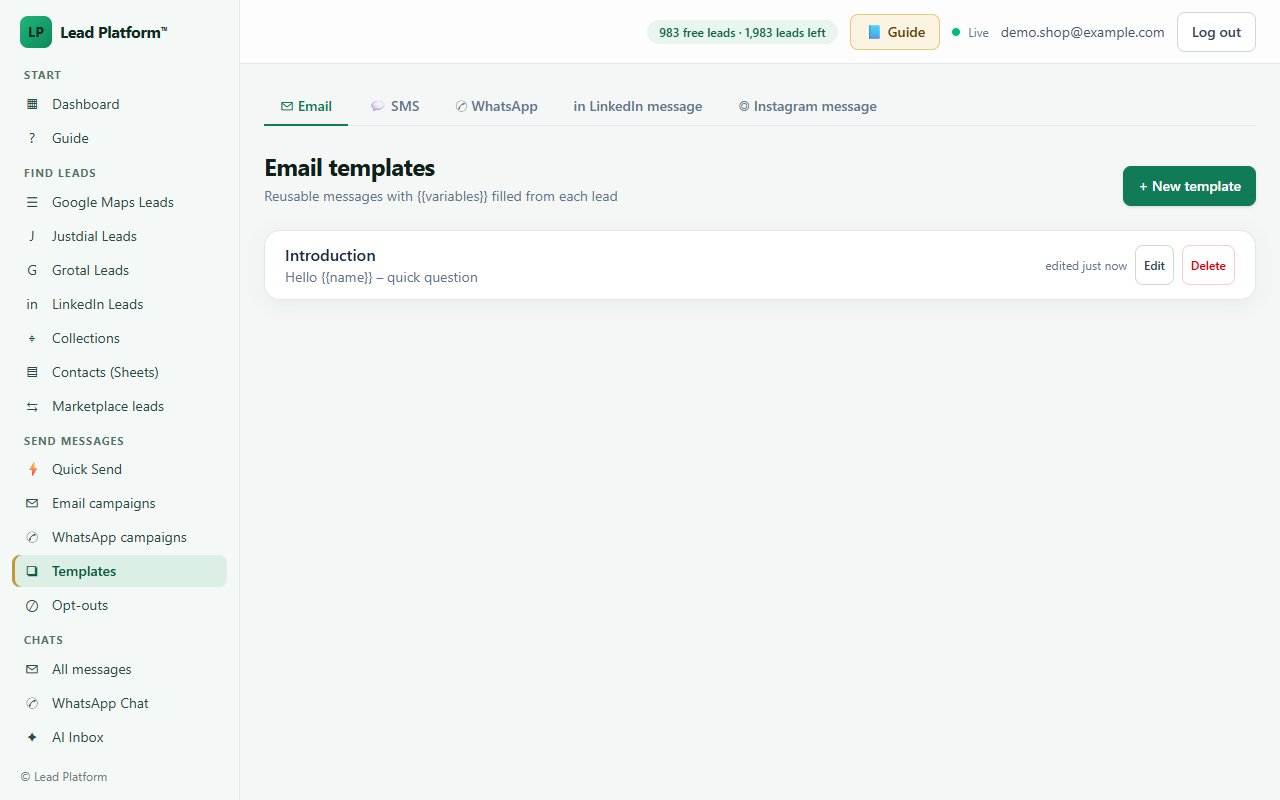 LP Lead Platform™
START
Dashboard
? Guide
FIND LEADS
Google Maps Leads
J Justdial Leads
G Grotal Leads
in LinkedIn Leads
Collections
Contacts (Sheets)
Marketplace leads
SEND MESSAGES
Quick Send
Email campaigns
WhatsApp campaigns
Templates
Opt-outs
CHATS
All messages
WhatsApp Chat
AI Inbox
© Lead Platform
983 free leads · 1,983 leads left
Guide
Live
demo.shop@example.com
Log out
Email
SMS
WhatsApp
in LinkedIn message
Instagram message
Email templates
Reusable messages with {{variables}} filled from each lead
+ New template
Introduction
Hello {{name}} – quick question
edited just now
Edit
Delete